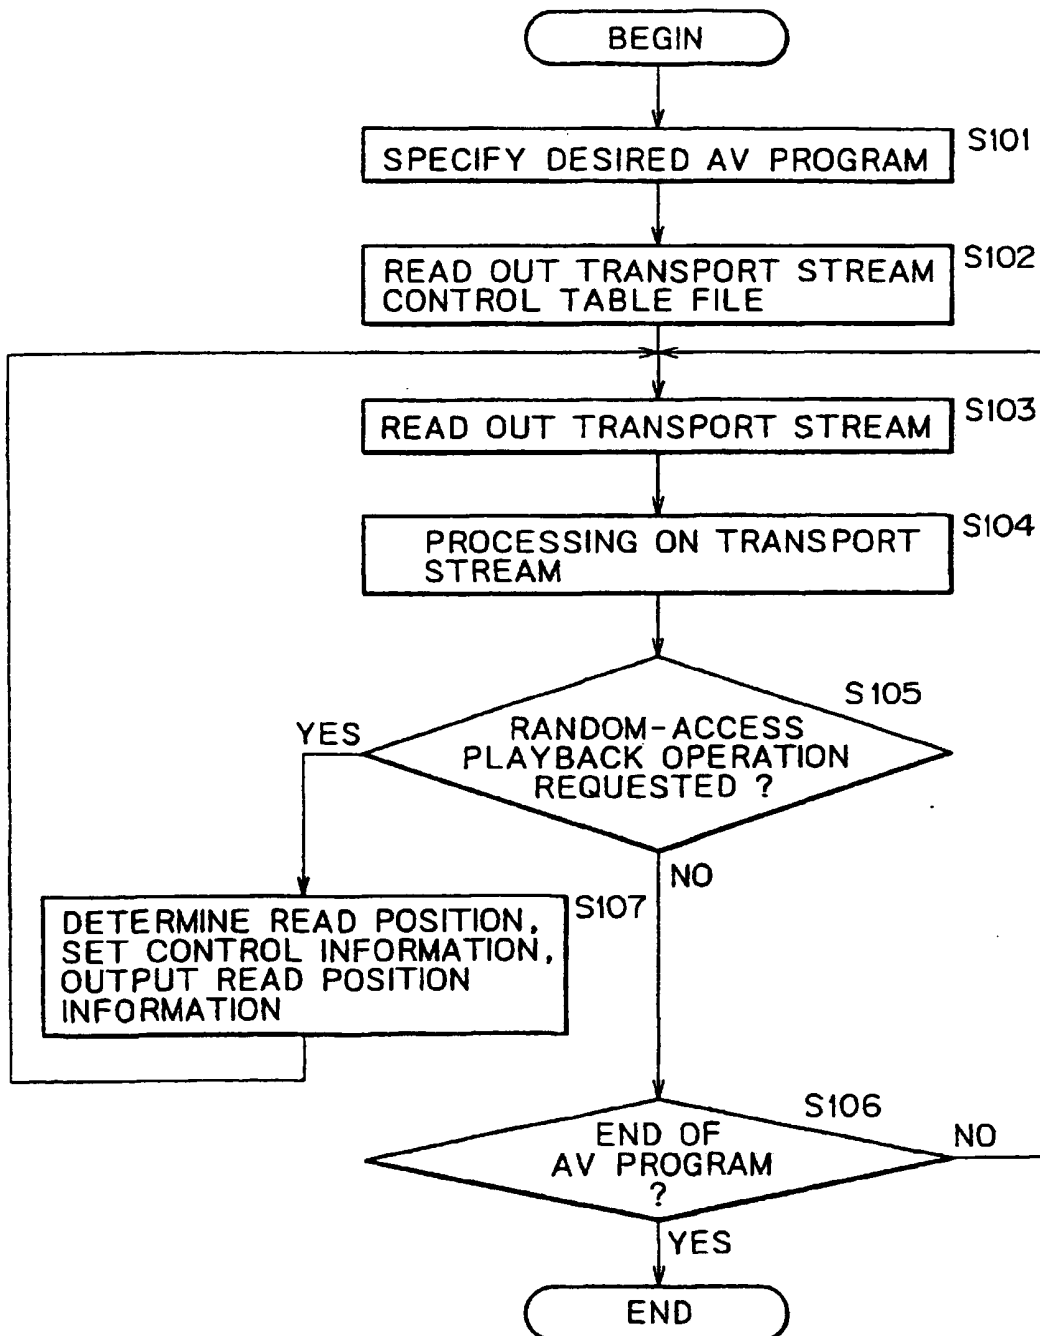 BEGIN
S101
SPECIFY DESIRED AV PROGRAM
S102
READ OUT TRANSPORT STREAM
CONTROL TABLE FILE
S103
READ OUT TRANSPORT STREAM
S104
PROCESSING ON TRANSPORT
STREAM
S105
YES
RANDOM-ACCESS
PLAYBACK OPERATION
REQUESTED ?
NO
S107
DETERMINE READ POSITION,
SET CONTROL INFORMATION,
OUTPUT READ POSITION
INFORMATION
S106
END OF
AV PROGRAM
?
NO
YES
END